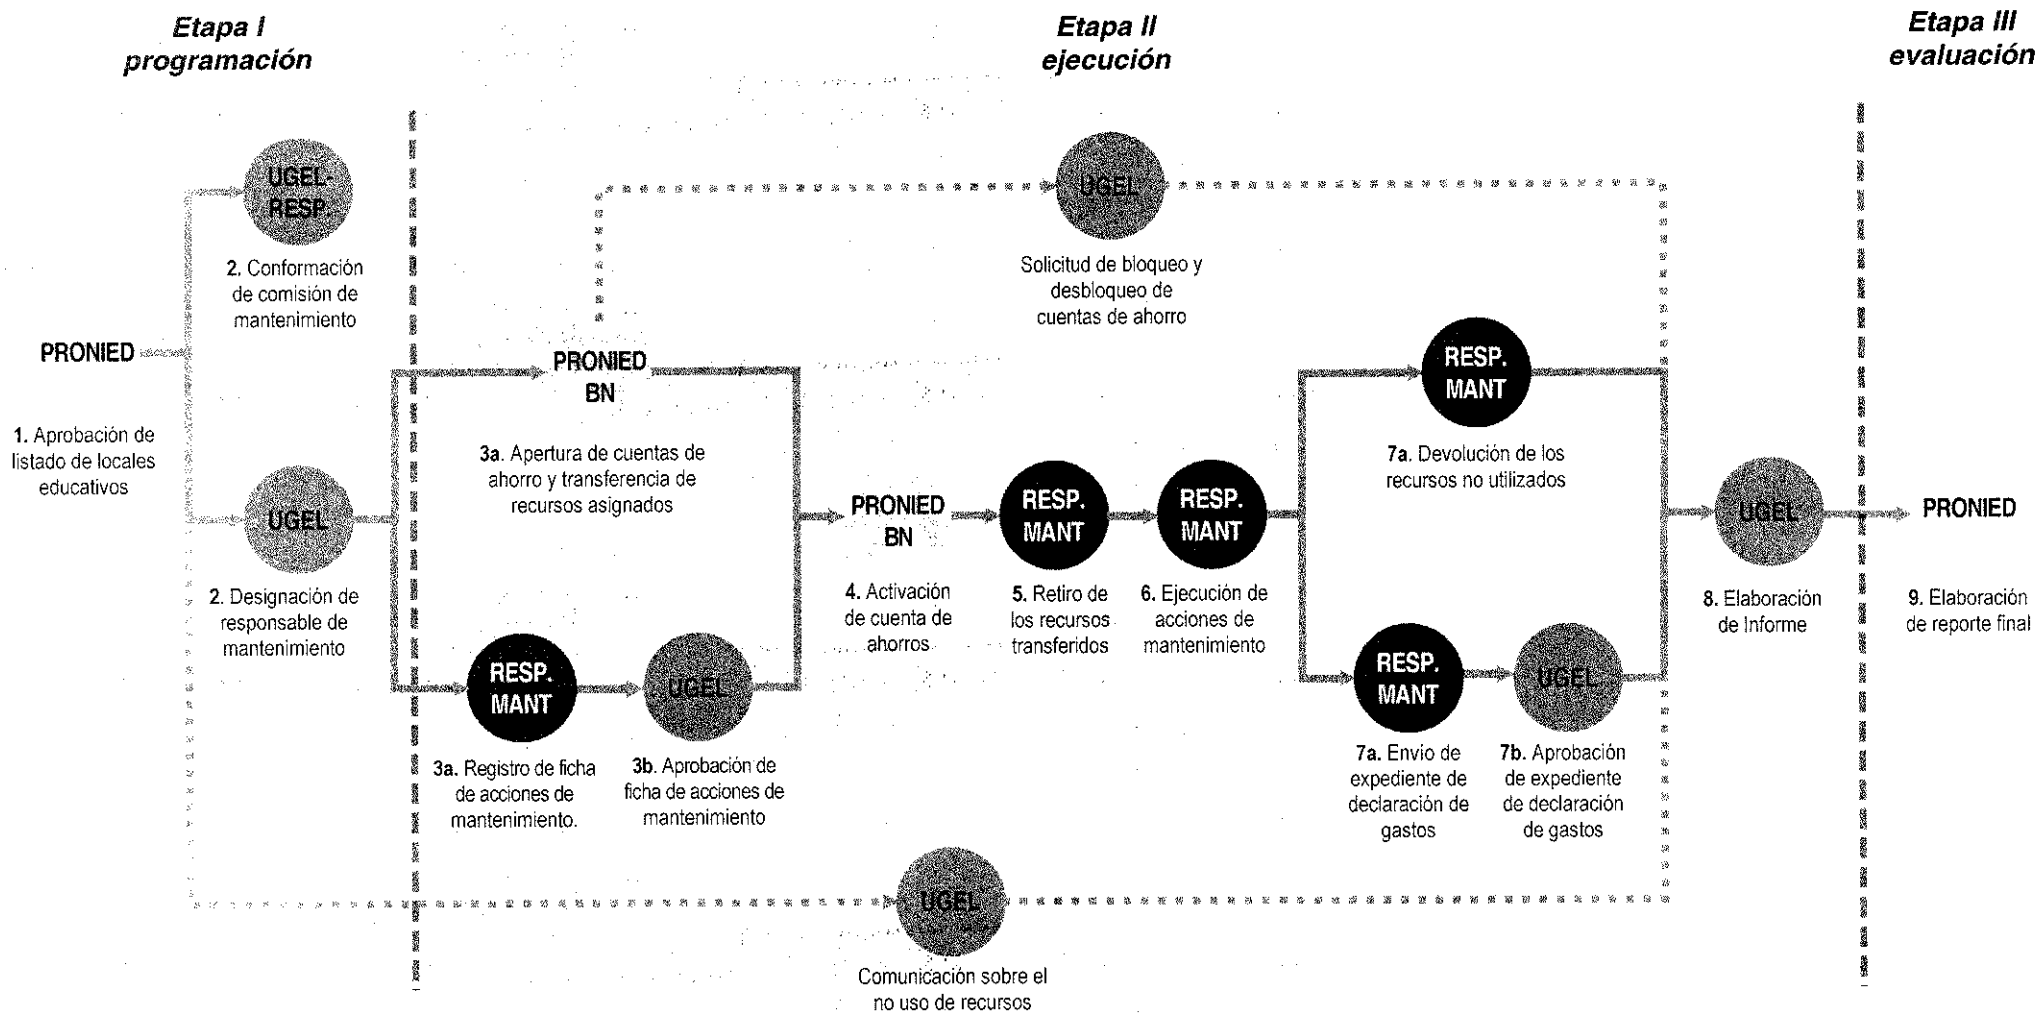 Etapa I
programación
Etapa II
ejecución
Etapa III
evaluación
UGEL-
RESP.
2. Conformación
de comisión de
mantenimiento
UGEL
Solicitud de bloqueo y
desbloqueo de
cuentas de ahorro
PRONIED
1. Aprobación de
listado de locales
educativos
UGEL
2. Designación de
responsable de
mantenimiento
PRONIED
BN
3a. Apertura de cuentas de
ahorro y transferencia de
recursos asignados
RESP.
MANT
3a. Registro de ficha
de acciones de
mantenimiento.
UGEL
3b. Aprobación de
ficha de acciones de
mantenimiento
PRONIED
BN
4. Activación
de cuenta de
ahorros
RESP.
MANT
5. Retiro de
los recursos
transferidos
RESP.
MANT
6. Ejecución de
acciones de
mantenimiento
RESP.
MANT
7a. Devolución de los
recursos no utilizados
RESP.
MANT
7a. Envio de
expediente de
declaración de
gastos
UGEL
7b. Aprobación
de expediente
de declaración
de gastos
UGEL
8. Elaboración
de Informe
PRONIED
9. Elaboración
de reporte final
UGEL
Comunicación sobre el
no uso de recursos